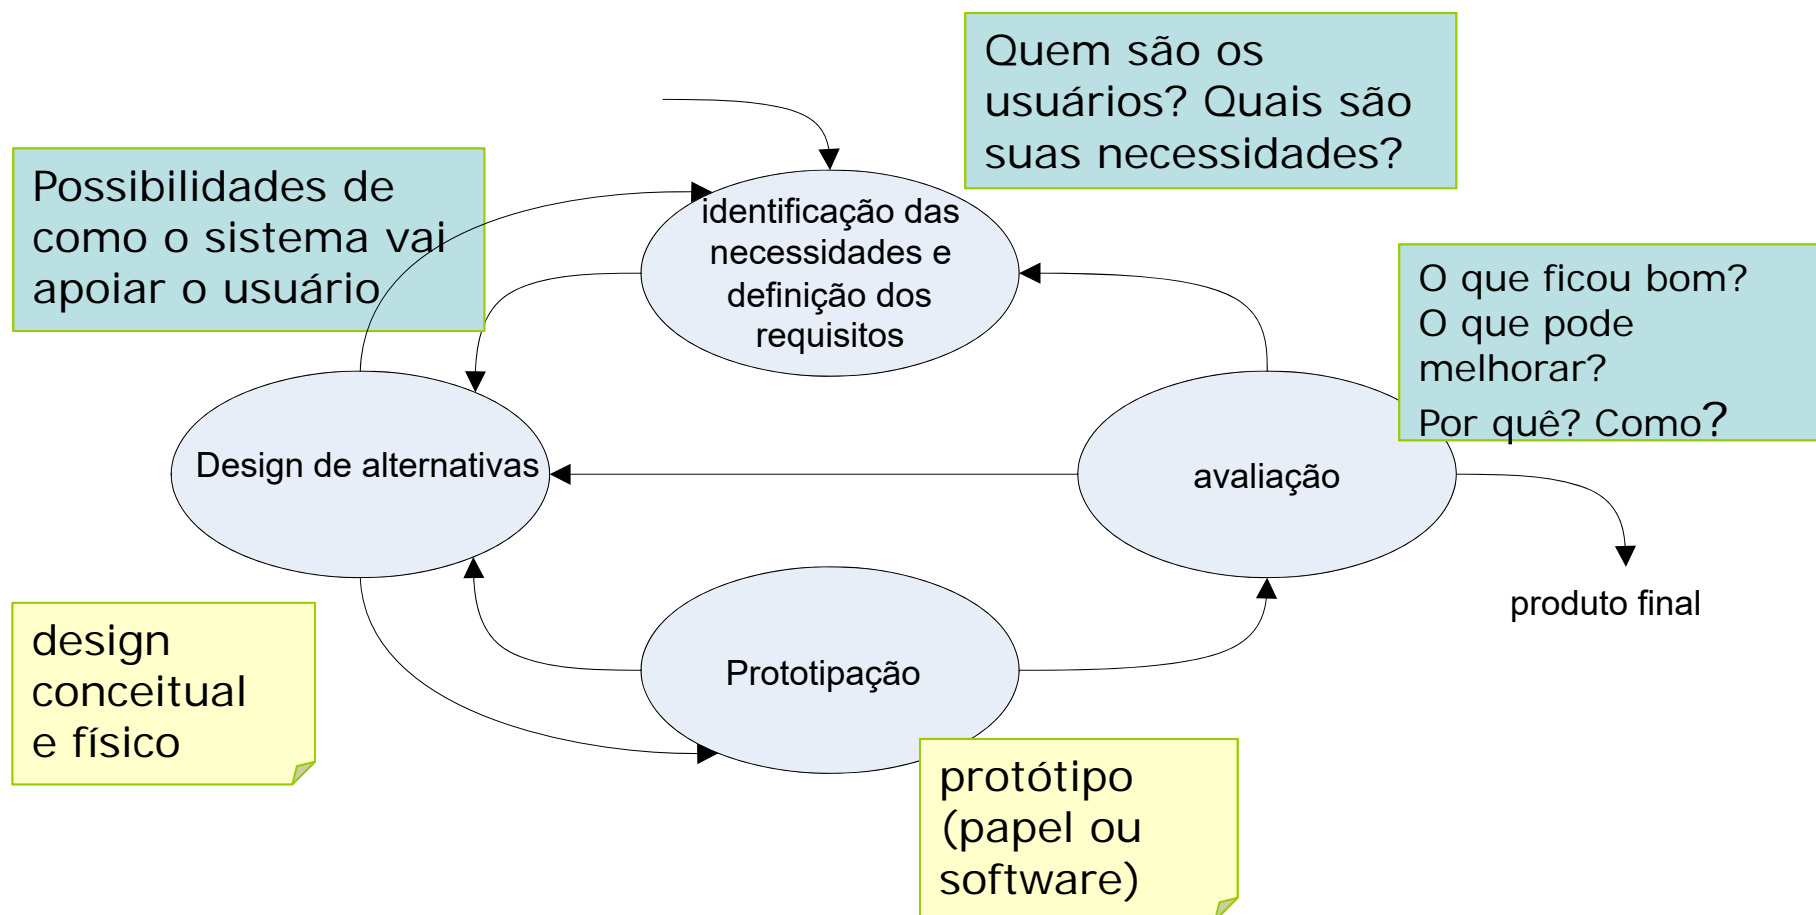 Quem são os
usuários? Quais são
suas necessidades?
Possibilidades de
como o sistema vai
apoiar o usuário
identificação das
necessidades e
definição dos
requisitos
O que ficou bom?
O que pode
melhorar?
Por quê? Como?
Design de alternativas
avaliação
produto final
design
conceitual
e físico
Prototipação
protótipo
(papel ou
software)